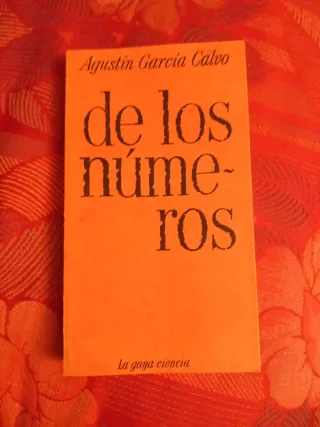 Agustín García Calvo
de los
núme-
ros
La gaya ciencia